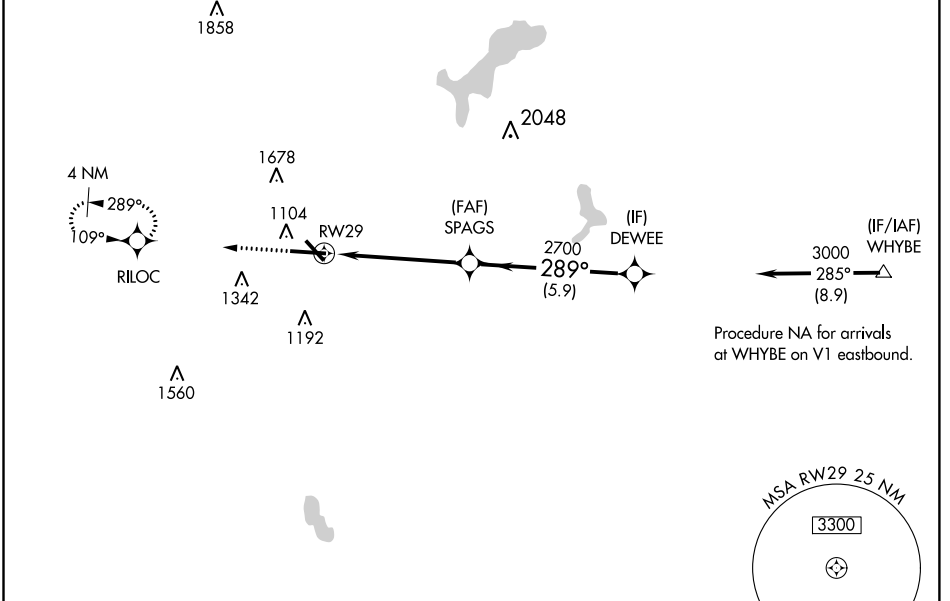 1858
2048
1678
4 NM
289°
109°
RILOC
1104
RW29
(FAF)
SPAGS
(IF)
DEWEE
2700
289°
(5.9)
(IF/IAF)
WHYBE
3000
285°
(8.9)
1342
1192
1560
Procedure NA for arrivals
at WHYBE on V1 eastbound.
MSA RW29 25 NM
3300